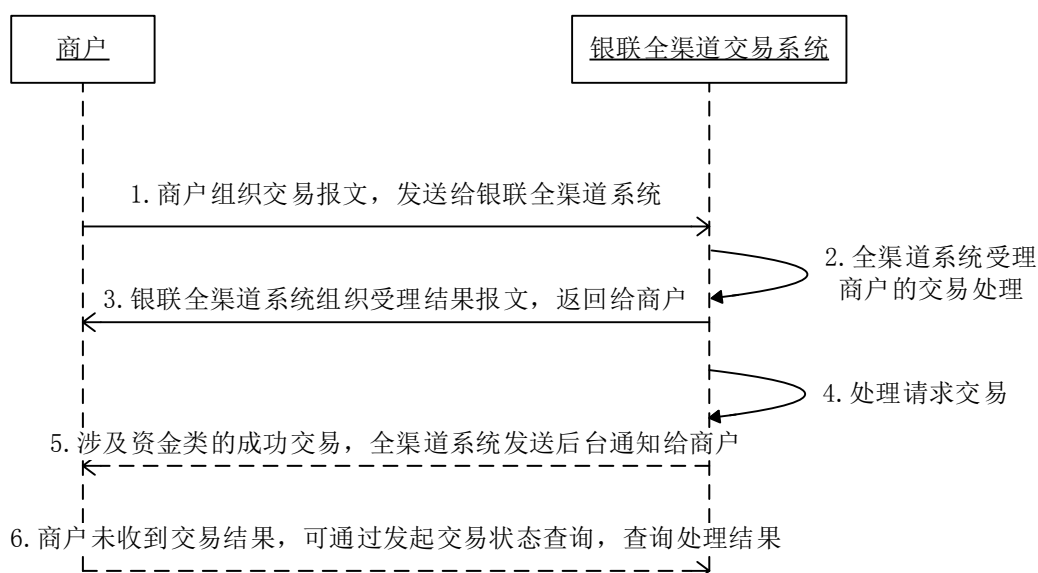 商户
银联全渠道交易系统
1.商户组织交易报文，发送给银联全渠道系统
2.全渠道系统受理
商户的交易处理
3.银联全渠道系统组织受理结果报文，返回给商户
4.处理请求交易
5.涉及资金类的成功交易，全渠道系统发送后台通知给商户
6.商户未收到交易结果，可通过发起交易状态查询，查询处理结果